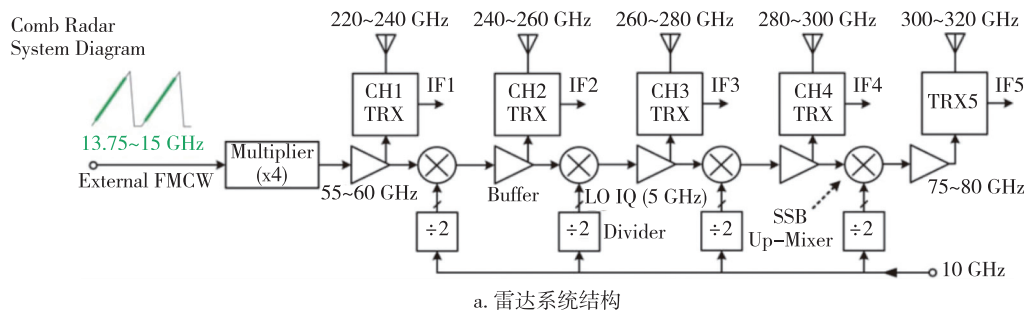 Comb Radar
System Diagram
220~240 GHz
240~260 GHz
260~280 GHz
280~300 GHz
300~320 GHz
CH1
TRX
IF1
CH2
TRX
IF2
CH3
TRX
IF3
CH4
TRX
IF4
TRX5
IF5
13.75~15 GHz
External FMCW
Multiplier
(x4)
55~60 GHz
Buffer
LO IQ (5 GHz)
SSB
Up-Mixer
75~80 GHz
÷2
÷2
Divider
÷2
÷2
10 GHz
a. 雷达系统结构